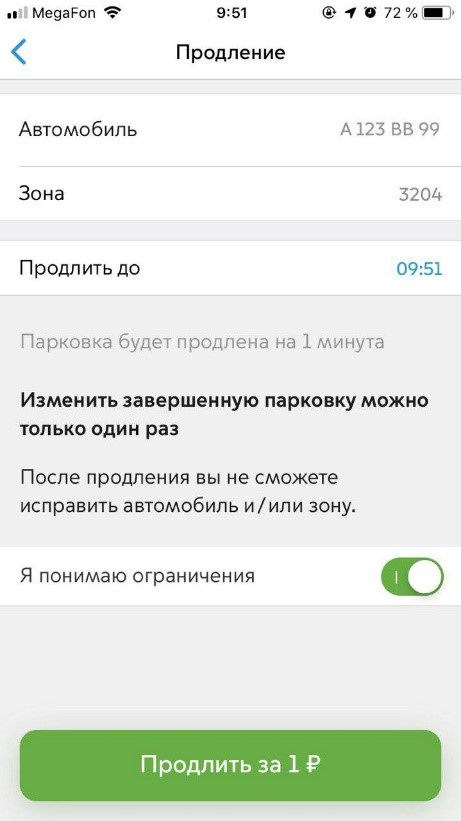 MegaFon 9:51 72 %
Продление
Автомобиль А 123 ВВ 99
Зона 3204
Продлить до 09:51
Парковка будет продлена на 1 минута
Изменить завершенную парковку можно
только один раз
После продления вы не сможете
исправить автомобиль и/или зону.
Я понимаю ограничения
Продлить за 1 ₽